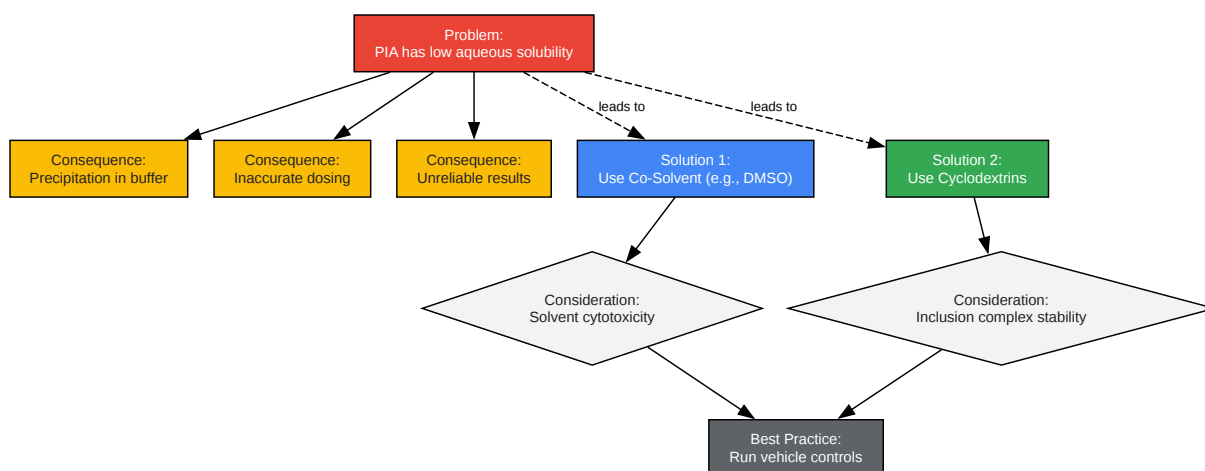 Problem:
PIA has low aqueous solubility
leads to
leads to
Consequence:
Precipitation in buffer
Consequence:
Inaccurate dosing
Consequence:
Unreliable results
Solution 1:
Use Co-Solvent (e.g., DMSO)
Solution 2:
Use Cyclodextrins
Consideration:
Solvent cytotoxicity
Consideration:
Inclusion complex stability
Best Practice:
Run vehicle controls